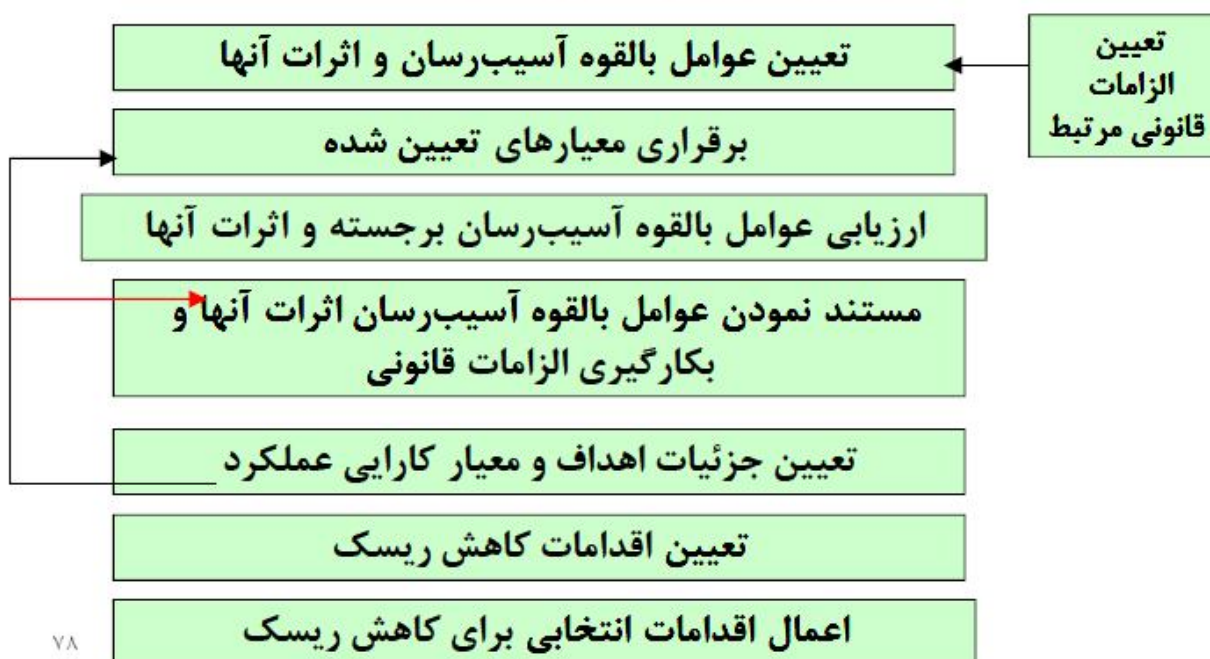 تعیین عوامل بالقوه آسیب‌رسان و اثرات آنها
تعیین
الزامات
قانونی مرتبط
برقراری معیارهای تعیین شده
ارزیابی عوامل بالقوه آسیب‌رسان برجسته و اثرات آنها
مستند نمودن عوامل بالقوه آسیب‌رسان اثرات آنها و
بکارگیری الزامات قانونی
تعیین جزئیات اهداف و معیار کارایی عملکرد
تعیین اقدامات کاهش ریسک
اعمال اقدامات انتخابی برای کاهش ریسک
۷۸